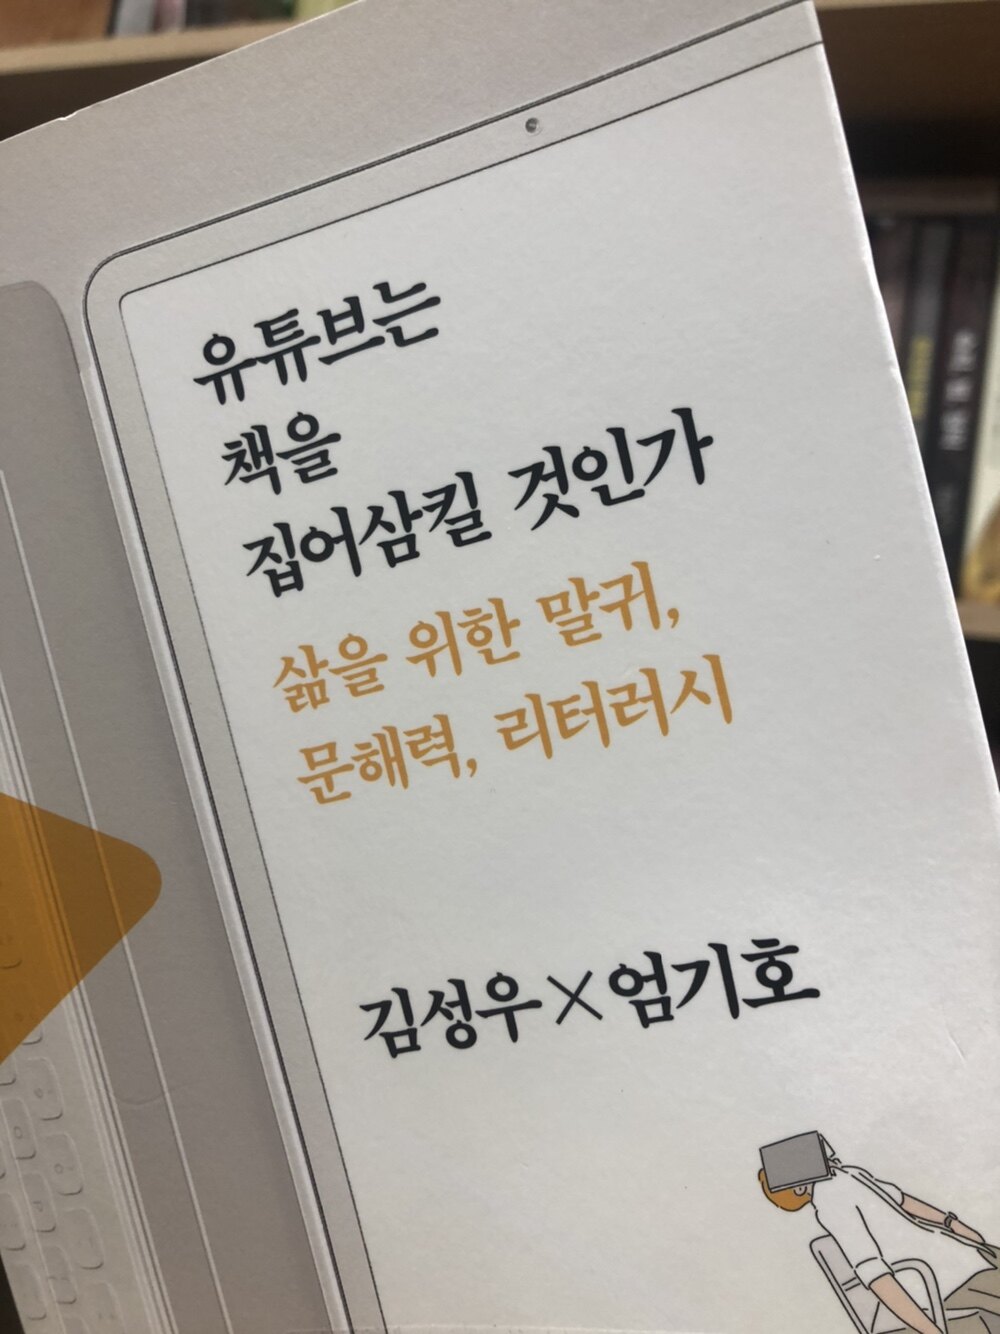 유튜브는
책을
집어삼킬 것인가
삶을 위한 말귀,
문해력, 리터러시
김성우×엄기호